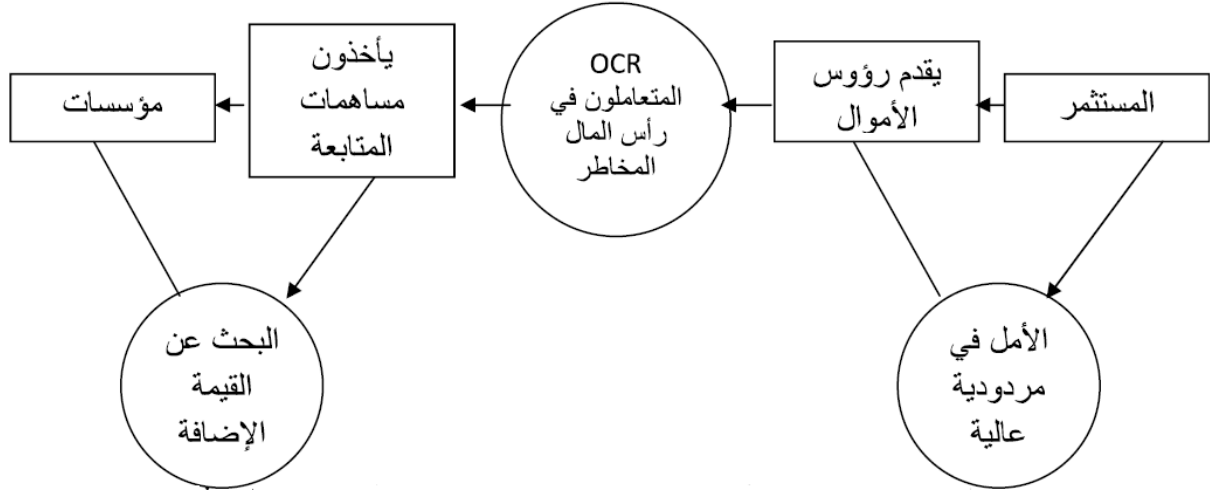 المستثمر
يقدم رؤوس
الأموال
OCR
المتعاملون في
رأس المال
المخاطر
يأخذون
مساهمات
المتابعة
مؤسسات
الأمل في
مردودية
عالية
البحث عن
القيمة
الإضافة